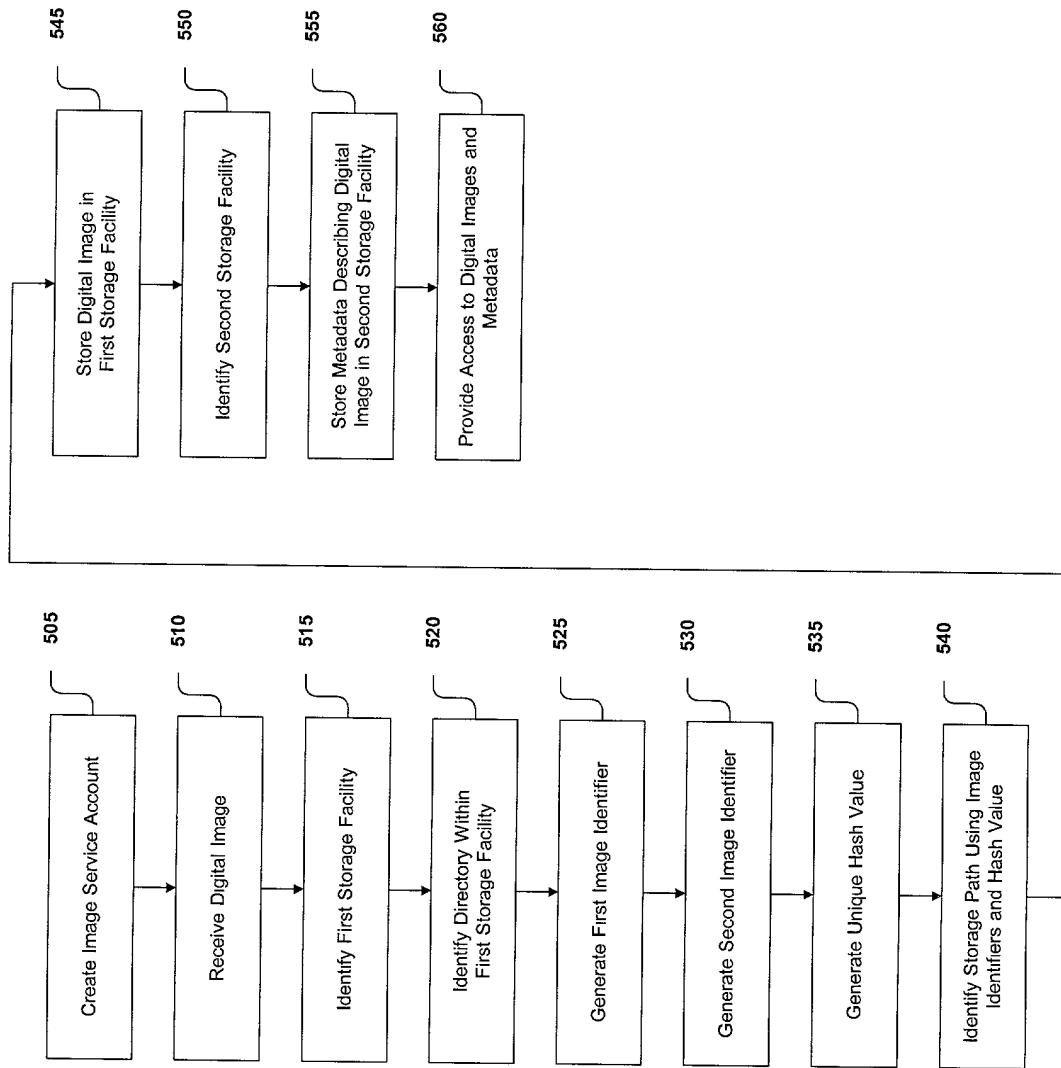 505
Create Image Service Account
510
Receive Digital Image
515
Identify First Storage Facility
520
Identify Directory Within
First Storage Facility
525
Generate First Image Identifier
530
Generate Second Image Identifier
535
Generate Unique Hash Value
540
Identify Storage Path Using Image
Identifiers and Hash Value
545
Store Digital Image in
First Storage Facility
550
Identify Second Storage Facility
555
Store Metadata Describing Digital
Image in Second Storage Facility
560
Provide Access to Digital Images and
Metadata